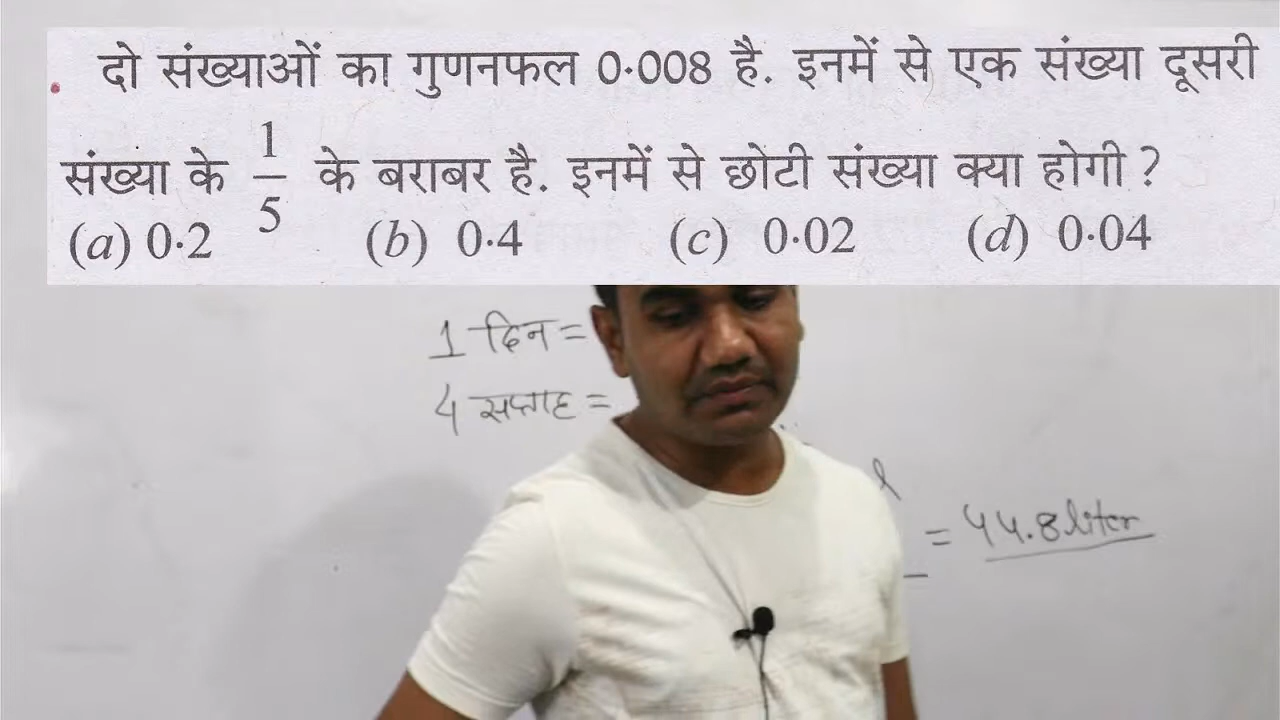 दो संख्याओं का गुणनफल 0·008 है. इनमें से एक संख्या दूसरी
संख्या के 1/5 के बराबर है. इनमें से छोटी संख्या क्या होगी ?
(a) 0·2 (b) 0·4 (c) 0·02 (d) 0·04
1 दिन =
4 सप्ताह =
l
= 44.8 liter